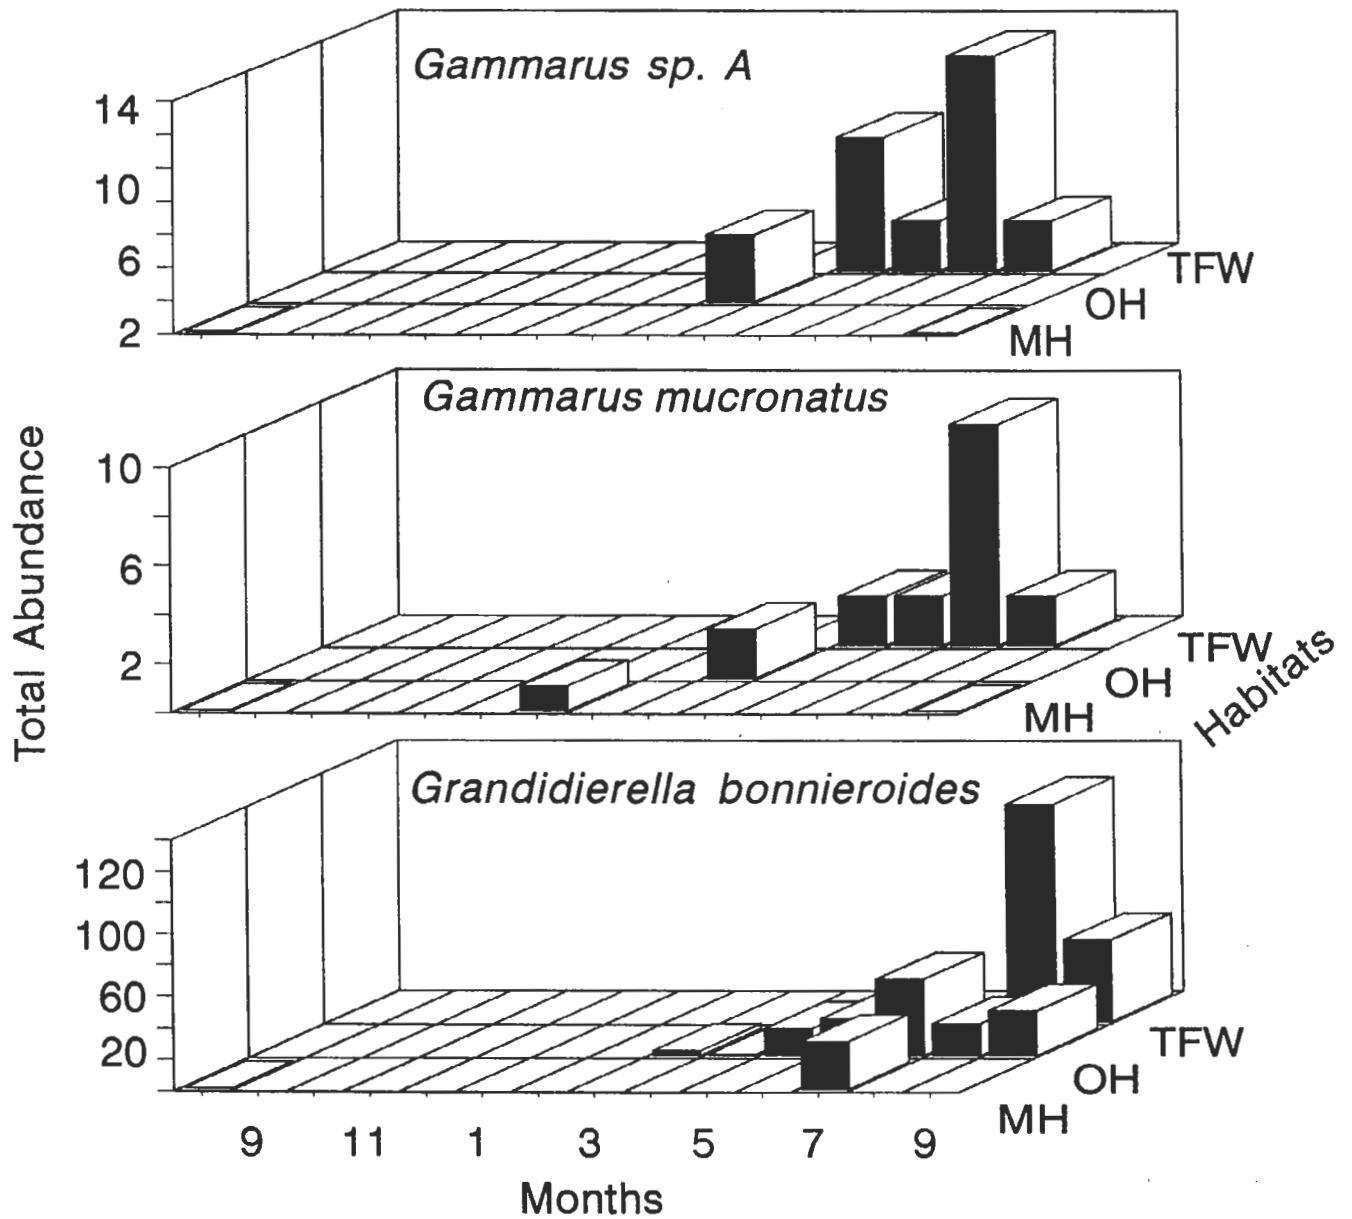 Gammarus sp. A
14
10
6
2
TFW
OH
MH
Gammarus mucronatus
10
6
2
TFW
OH
MH
Habitats
Total Abundance
Grandidierella bonnieroides
120
100
60
20
TFW
OH
MH
9 11 1 3 5 7 9
Months